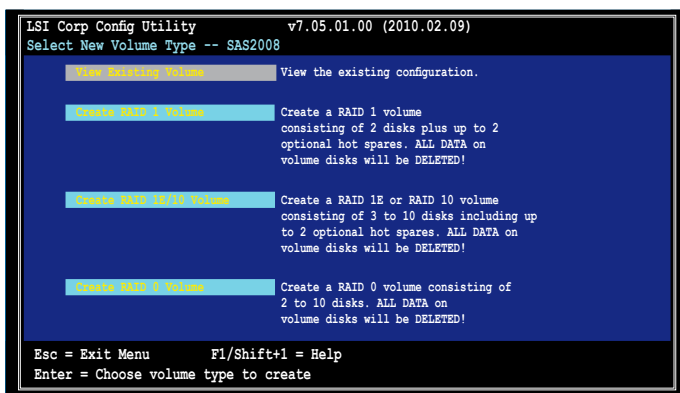 LSI Corp Config Utility v7.05.01.00 (2010.02.09)
Select New Volume Type -- SAS2008
View Existing Volume View the existing configuration.
Create RAID 1 Volume Create a RAID 1 volume
consisting of 2 disks plus up to 2
optional hot spares. ALL DATA on
volume disks will be DELETED!
Create RAID 1E/10 Volume Create a RAID 1E or RAID 10 volume
consisting of 3 to 10 disks including up
to 2 optional hot spares. ALL DATA on
volume disks will be DELETED!
Create RAID 0 Volume Create a RAID 0 volume consisting of
2 to 10 disks. ALL DATA on
volume disks will be DELETED!
Esc = Exit Menu F1/Shift+1 = Help
Enter = Choose volume type to create